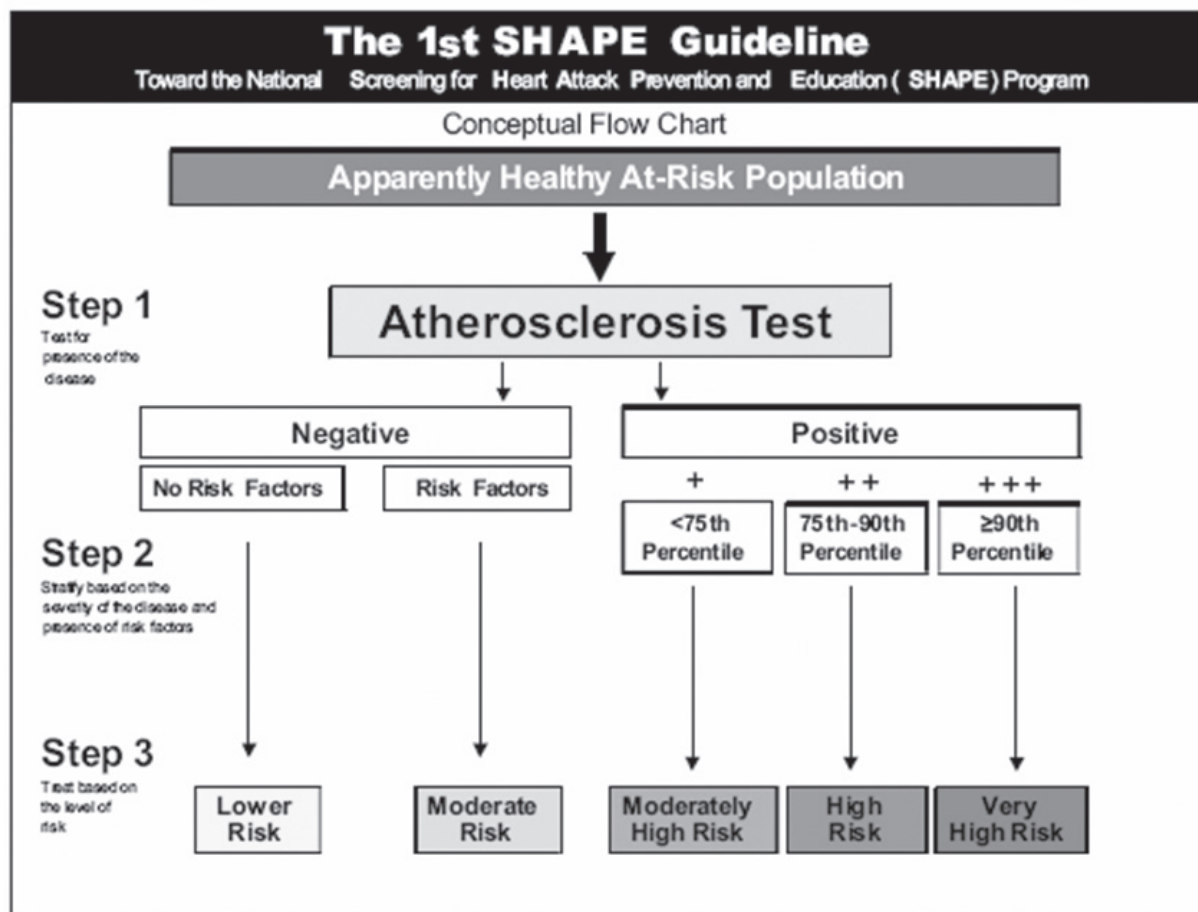 The 1st SHAPE Guideline
Toward the National Screening for Heart Attack Prevention and Education ( SHAPE) Program
Conceptual Flow Chart
Apparently Healthy At-Risk Population
Step 1
Test for
presence of the
disease
Atherosclerosis Test
Negative
Positive
No Risk Factors
Risk Factors
+
++
+++
<75th
Percentile
75th-90th
Percentile
≥90th
Percentile
Step 2
Stratify based on the
severity of the disease and
presence of risk factors
Step 3
Treat based on
the level of
risk
Lower
Risk
Moderate
Risk
Moderately
High Risk
High
Risk
Very
High Risk